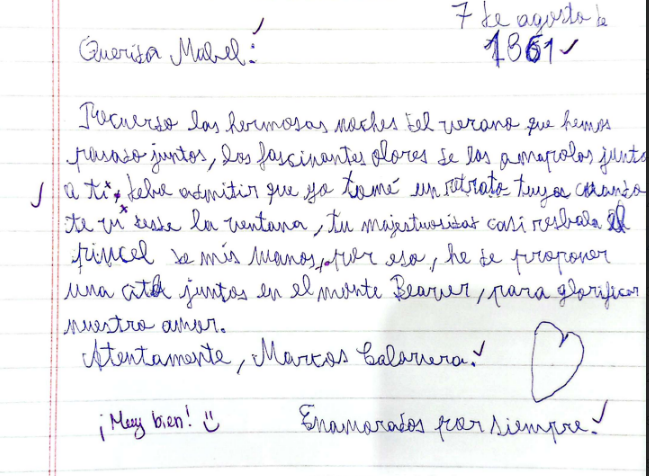 7 de agosto de
1861
Querida Mabel:
Recuerdo las hermosas noches del verano que hemos
pasado juntos, los fascinantes olores de las amapolas junto
a ti, debo admitir que yo tomé un retrato tuyo cuando
te vi desde la ventana, tu majestuosidad casi resbala el
pincel de mis manos, por eso, he de proponer
una cita juntos en el monte Beaver, para glorificar
nuestro amor.
Atentamente, Marcos Calavera.
¡Muy bien! Enamorados por siempre.